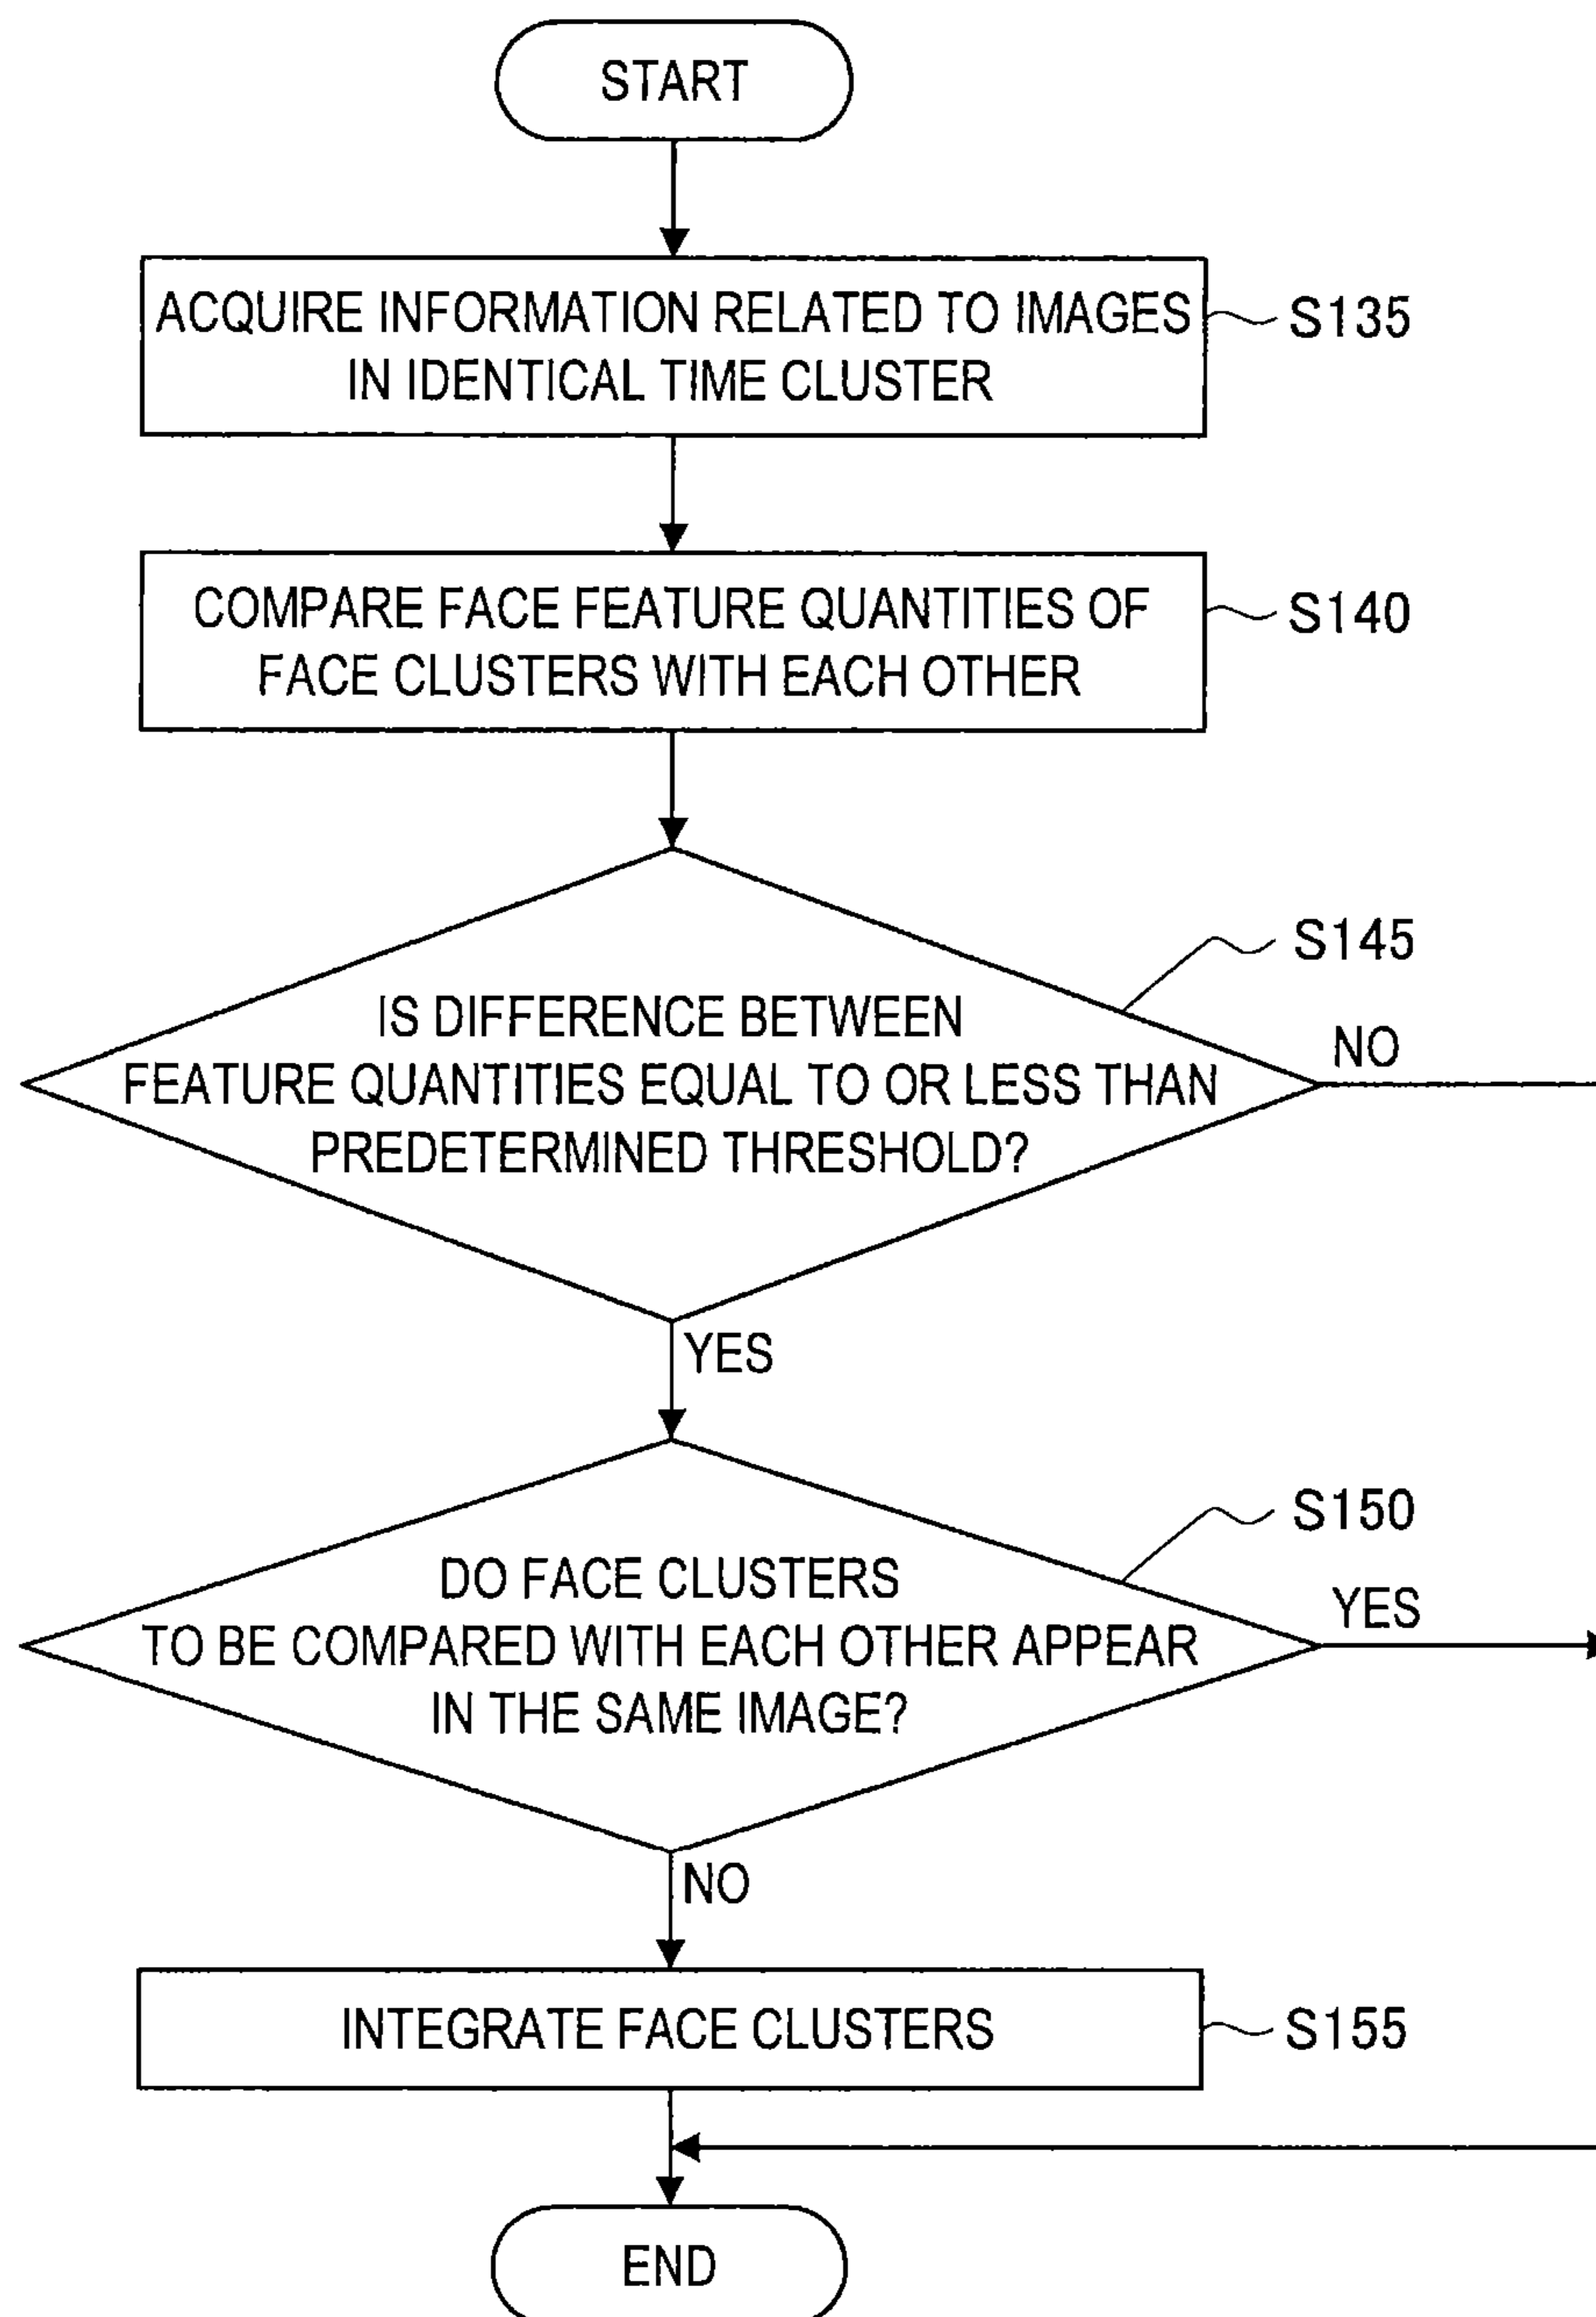 START
ACQUIRE INFORMATION RELATED TO IMAGES
IN IDENTICAL TIME CLUSTER
S135
COMPARE FACE FEATURE QUANTITIES OF
FACE CLUSTERS WITH EACH OTHER
S140
S145
IS DIFFERENCE BETWEEN
FEATURE QUANTITIES EQUAL TO OR LESS THAN
PREDETERMINED THRESHOLD?
NO
YES
S150
DO FACE CLUSTERS
TO BE COMPARED WITH EACH OTHER APPEAR
IN THE SAME IMAGE?
YES
NO
INTEGRATE FACE CLUSTERS
S155
END